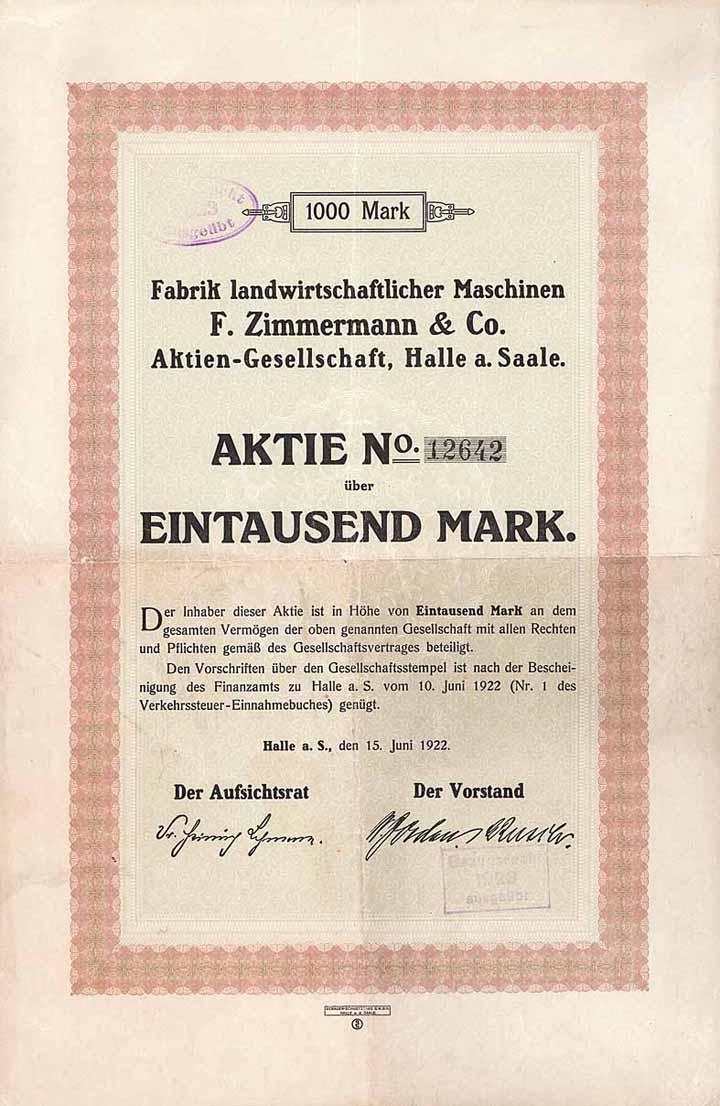 1000 Mark
Fabrik landwirtschaftlicher Maschinen
F. Zimmermann & Co.
Aktien-Gesellschaft, Halle a. Saale.
AKTIE No. 12642
über
EINTAUSEND MARK.
Der Inhaber dieser Aktie ist in Höhe von Eintausend Mark an dem
gesamten Vermögen der oben genannten Gesellschaft mit allen Rechten
und Pflichten gemäß des Gesellschaftsvertrages beteiligt.
Den Vorschriften über den Gesellschaftsstempel ist nach der Beschei-
nigung des Finanzamts zu Halle a. S. vom 10. Juni 1922 (Nr. 1 des
Verkehrssteuer-Einnahmebuches) genügt.
Halle a. S., den 15. Juni 1922.
Der Aufsichtsrat
Der Vorstand
Bezugsrecht
ausgeübt